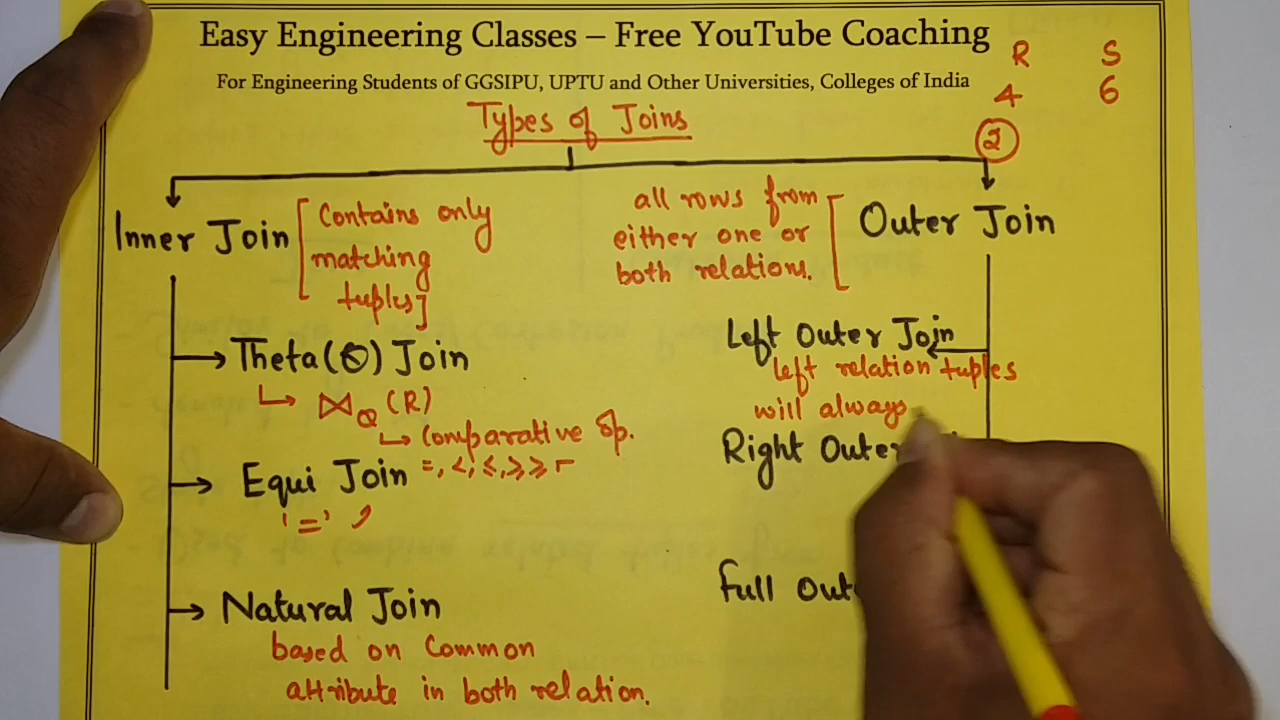 Easy Engineering Classes – Free YouTube Coaching
For Engineering Students of GGSIPU, UPTU and Other Universities, Colleges of India
R S
4 6
2
Types of Joins
Inner Join
[Contains only
matching
tuples]
Outer Join
all rows from
either one or
both relations.
Theta(θ) Join
⋈θ (R)
Comparative Op.
=, <, ≤, >, ≥, ¬
Equi Join
'='
Natural Join
based on Common
attribute in both relation.
Left Outer Join
left relation tuples
will always
Right Outer
Full